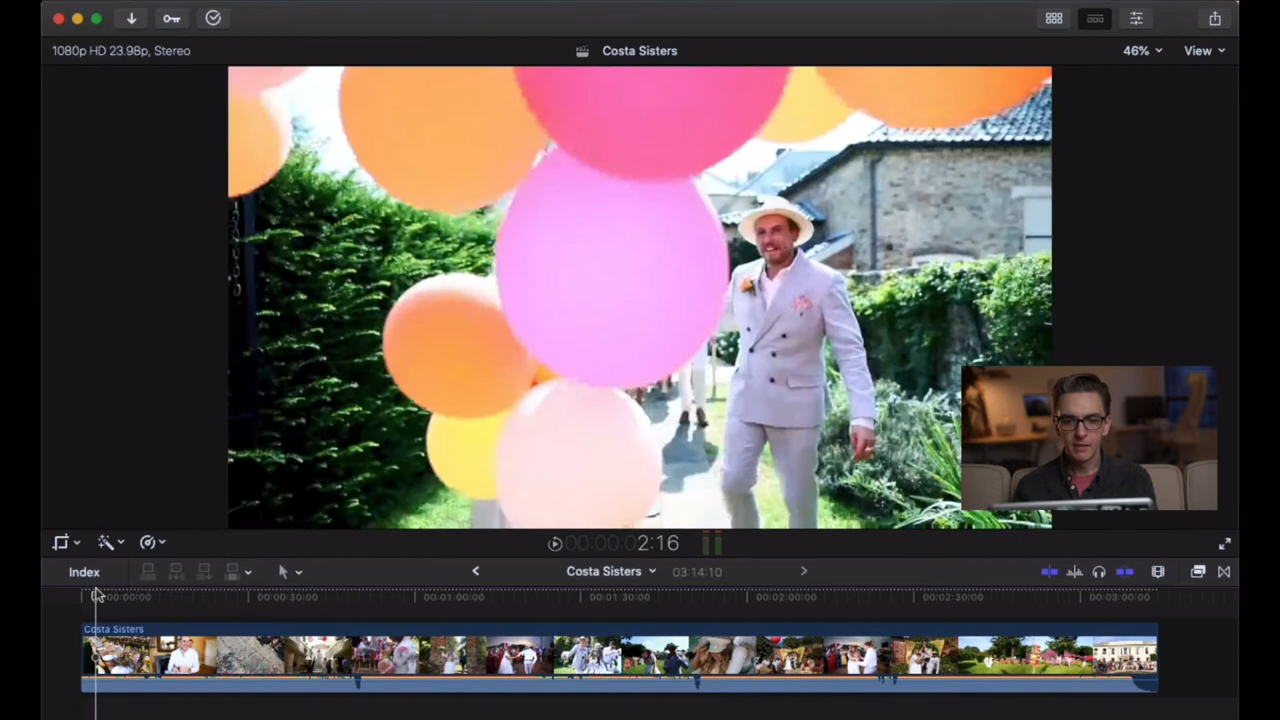 1080p HD 23.98p, Stereo
Costa Sisters
46%
View
00:00:00:02:16
Index
Costa Sisters
03:14:10
00:00:00:00
00:00:30:00
00:01:00:00
00:01:30:00
00:02:00:00
00:02:30:00
00:03:00:00
Costa Sisters